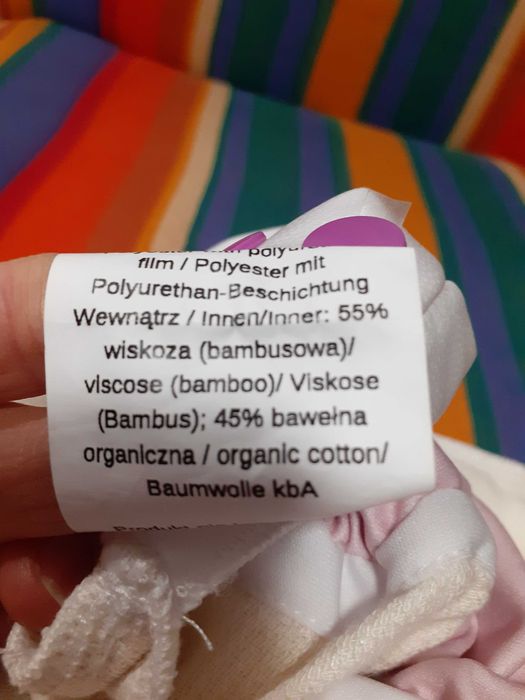 film / Polyester mit
Polyurethan-Beschichtung
Wewnątrz / Innen/Inner: 55%
wiskoza (bambusowa)/
viscose (bamboo)/ Viskose
(Bambus); 45% bawełna
organiczna / organic cotton/
Baumwolle kbA